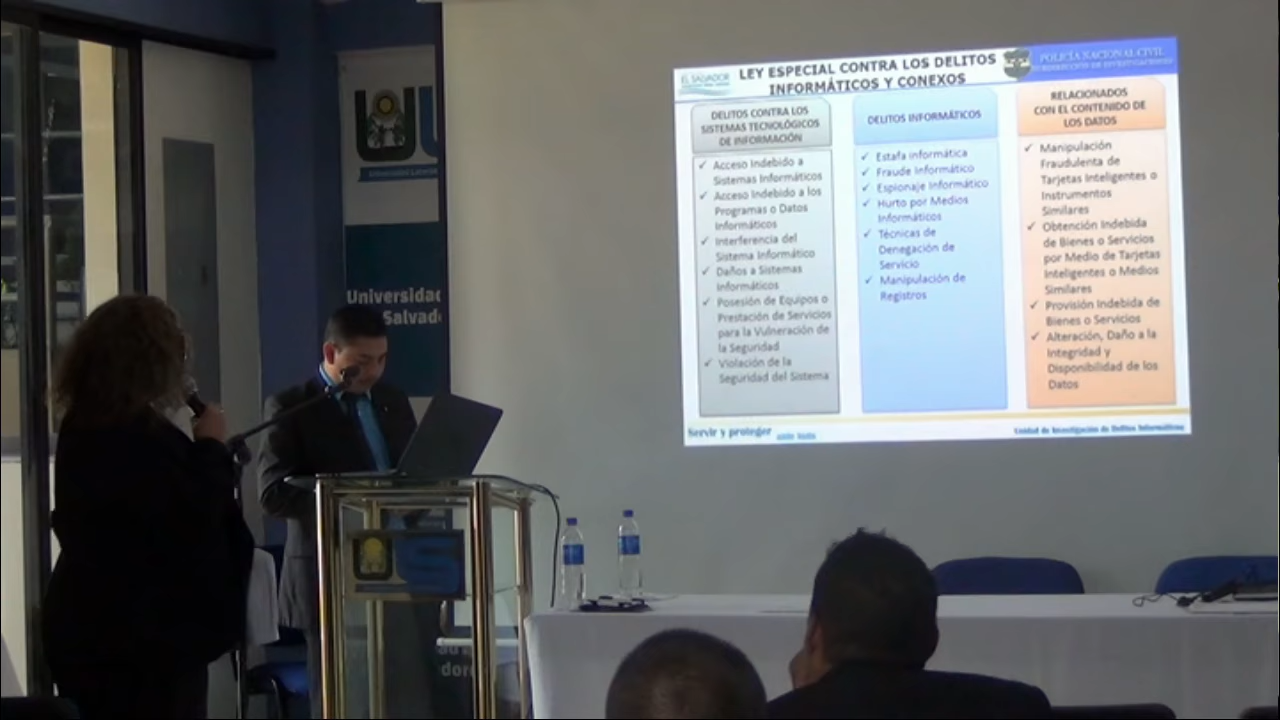 EL SALVADOR
LEY ESPECIAL CONTRA LOS DELITOS
INFORMÁTICOS Y CONEXOS
POLICÍA NACIONAL CIVIL
SUBDIRECCIÓN DE INVESTIGACIONES
DELITOS CONTRA LOS
SISTEMAS TECNOLÓGICOS
DE INFORMACIÓN
✓ Acceso Indebido a
Sistemas Informáticos
✓ Acceso Indebido a los
Programas o Datos
Informáticos
✓ Interferencia del
Sistema Informático
✓ Daños a Sistemas
Informáticos
✓ Posesión de Equipos o
Prestación de Servicios
para la Vulneración de
la Seguridad
✓ Violación de la
Seguridad del Sistema
DELITOS INFORMÁTICOS
✓ Estafa informática
✓ Fraude Informático
✓ Espionaje Informático
✓ Hurto por Medios
Informáticos
✓ Técnicas de
Denegación de
Servicio
✓ Manipulación de
Registros
RELACIONADOS
CON EL CONTENIDO DE
LOS DATOS
✓ Manipulación
Fraudulenta de
Tarjetas Inteligentes o
Instrumentos
Similares
✓ Obtención Indebida
de Bienes o Servicios
por Medio de Tarjetas
Inteligentes o Medios
Similares
✓ Provisión Indebida de
Bienes o Servicios
✓ Alteración, Daño a la
Integridad y
Disponibilidad de los
Datos
Servir y proteger
Unidad de Investigación de Delitos Informáticos
Universidad
Salvad